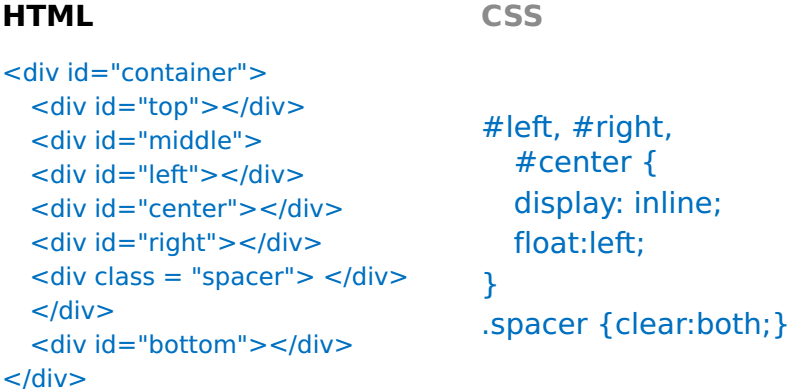 HTML
<div id="container">
<div id="top"></div>
<div id="middle">
<div id="left"></div>
<div id="center"></div>
<div id="right"></div>
<div class = "spacer"> </div>
</div>
<div id="bottom"></div>
</div>
CSS
#left, #right,
#center {
display: inline;
float:left;
}
.spacer {clear:both;}